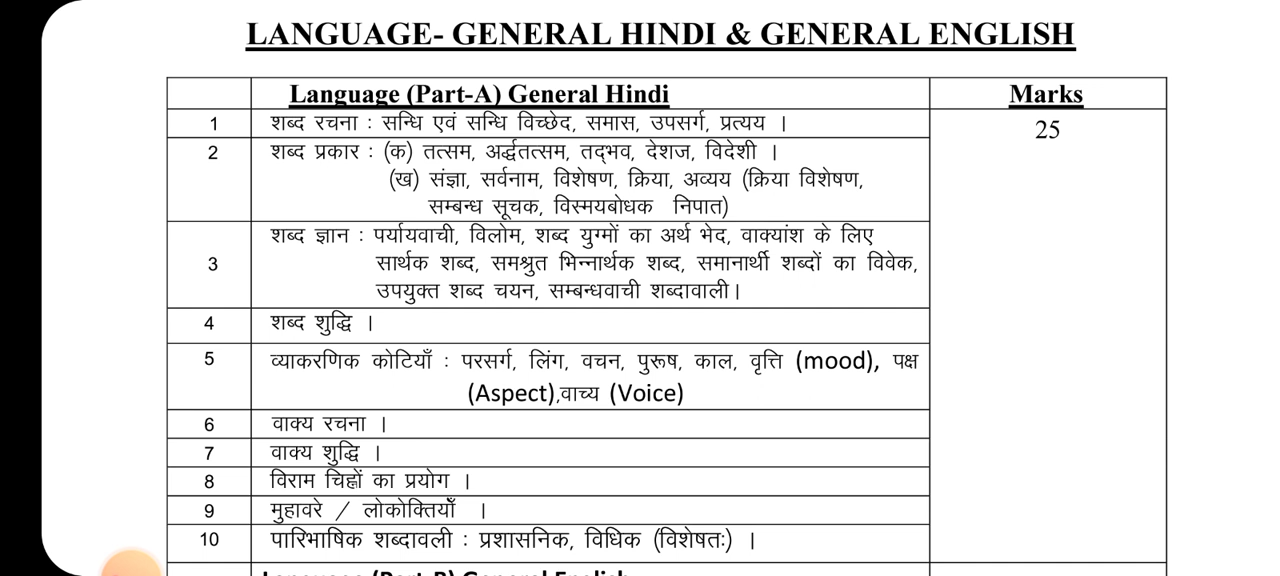 LANGUAGE- GENERAL HINDI & GENERAL ENGLISH
Language (Part-A) General Hindi Marks
1 शब्द रचना : सन्धि एवं सन्धि विच्छेद, समास, उपसर्ग, प्रत्यय । 25
2 शब्द प्रकार : (क) तत्सम, अर्द्धतत्सम, तद्‌भव, देशज, विदेशी ।
(ख) संज्ञा, सर्वनाम, विशेषण, क्रिया, अव्यय (क्रिया विशेषण,
सम्बन्ध सूचक, विस्मयबोधक निपात)
शब्द ज्ञान : पर्यायवाची, विलोम, शब्द युग्मों का अर्थ भेद, वाक्यांश के लिए
3 सार्थक शब्द, समश्रुत भिन्नार्थक शब्द, समानार्थी शब्दों का विवेक,
उपयुक्त शब्द चयन, सम्बन्धवाची शब्दावाली।
4 शब्द शुद्धि ।
5 व्याकरणिक कोटियाँ : परसर्ग, लिंग, वचन, पुरूष, काल, वृत्ति (mood), पक्ष
(Aspect),वाच्य (Voice)
6 वाक्य रचना ।
7 वाक्य शुद्धि ।
8 विराम चिह्नों का प्रयोग ।
9 मुहावरे / लोकोक्तियाँ ।
10 पारिभाषिक शब्दावली : प्रशासनिक, विधिक (विशेषतः) ।
Language (Part-B) General English